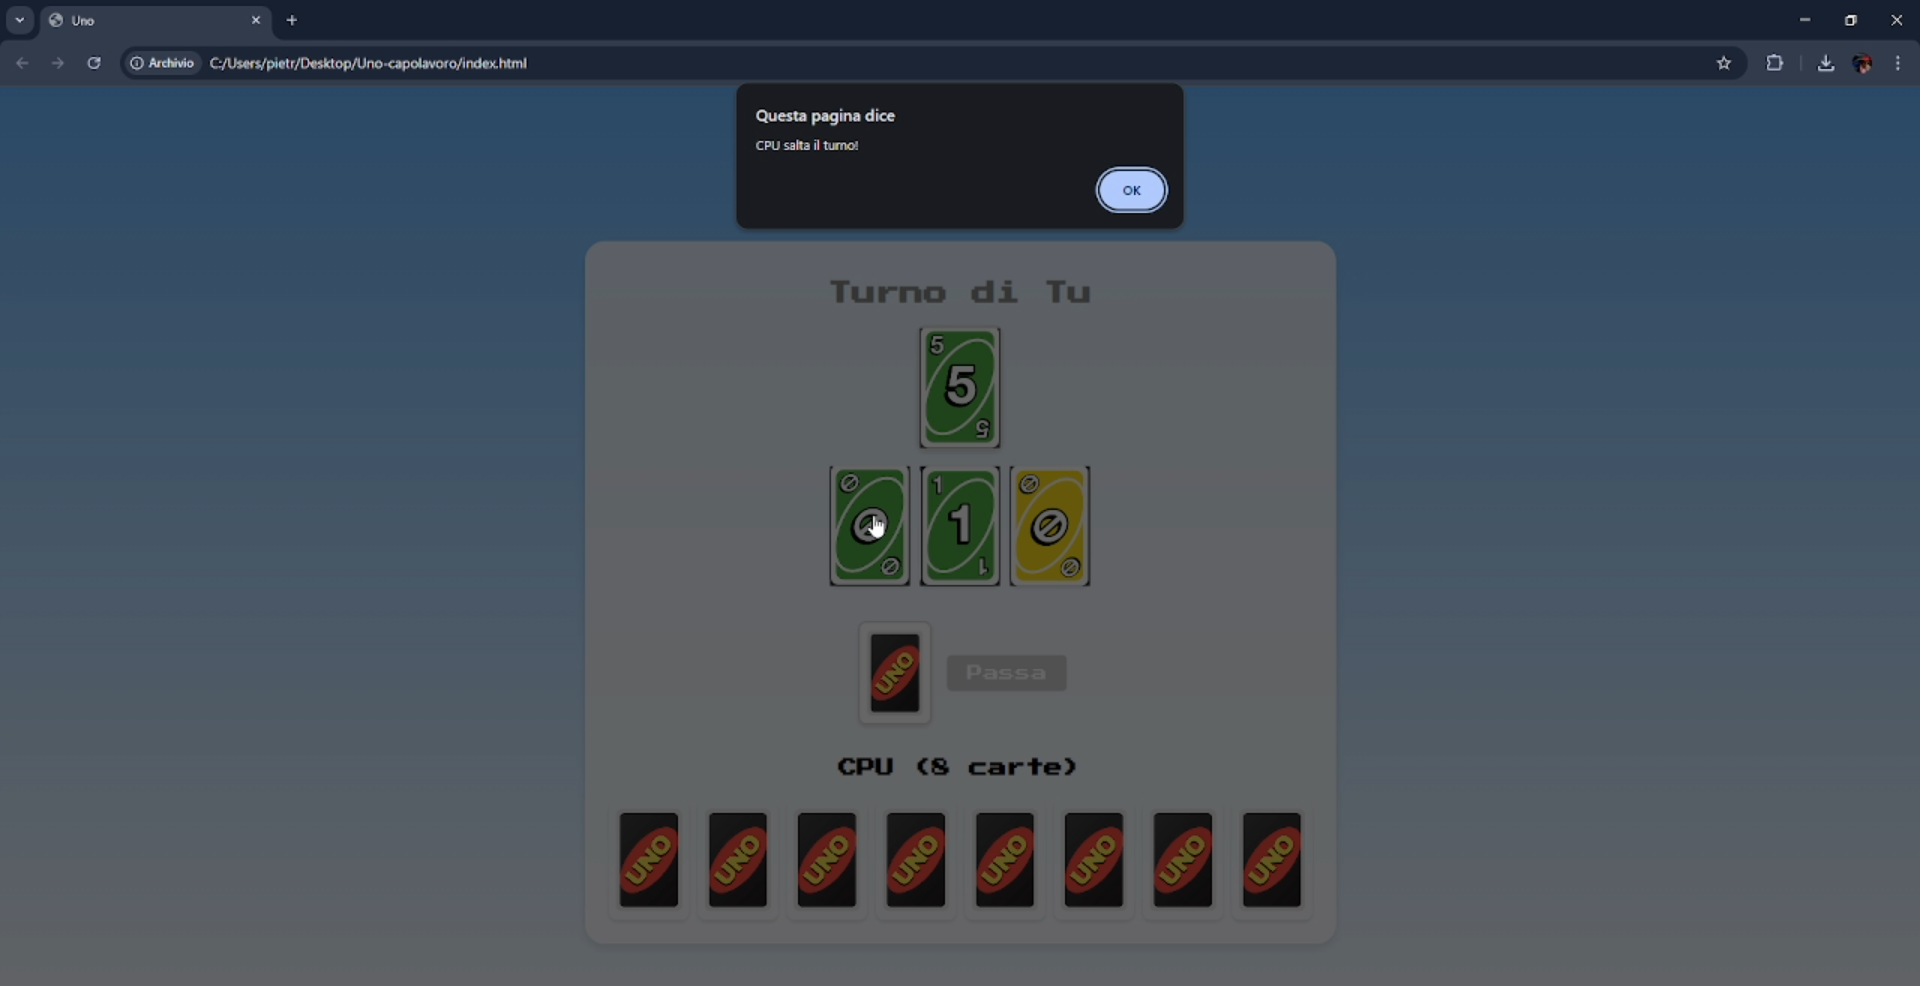 Uno
Archivio
C:/Users/pietr/Desktop/Uno-capolavoro/index.html
Questa pagina dice
CPU salta il turno!
OK
Turno di Tu
5
5
5
1
1
1
UNO
Passa
CPU (8 carte)
UNO UNO UNO UNO UNO UNO UNO UNO